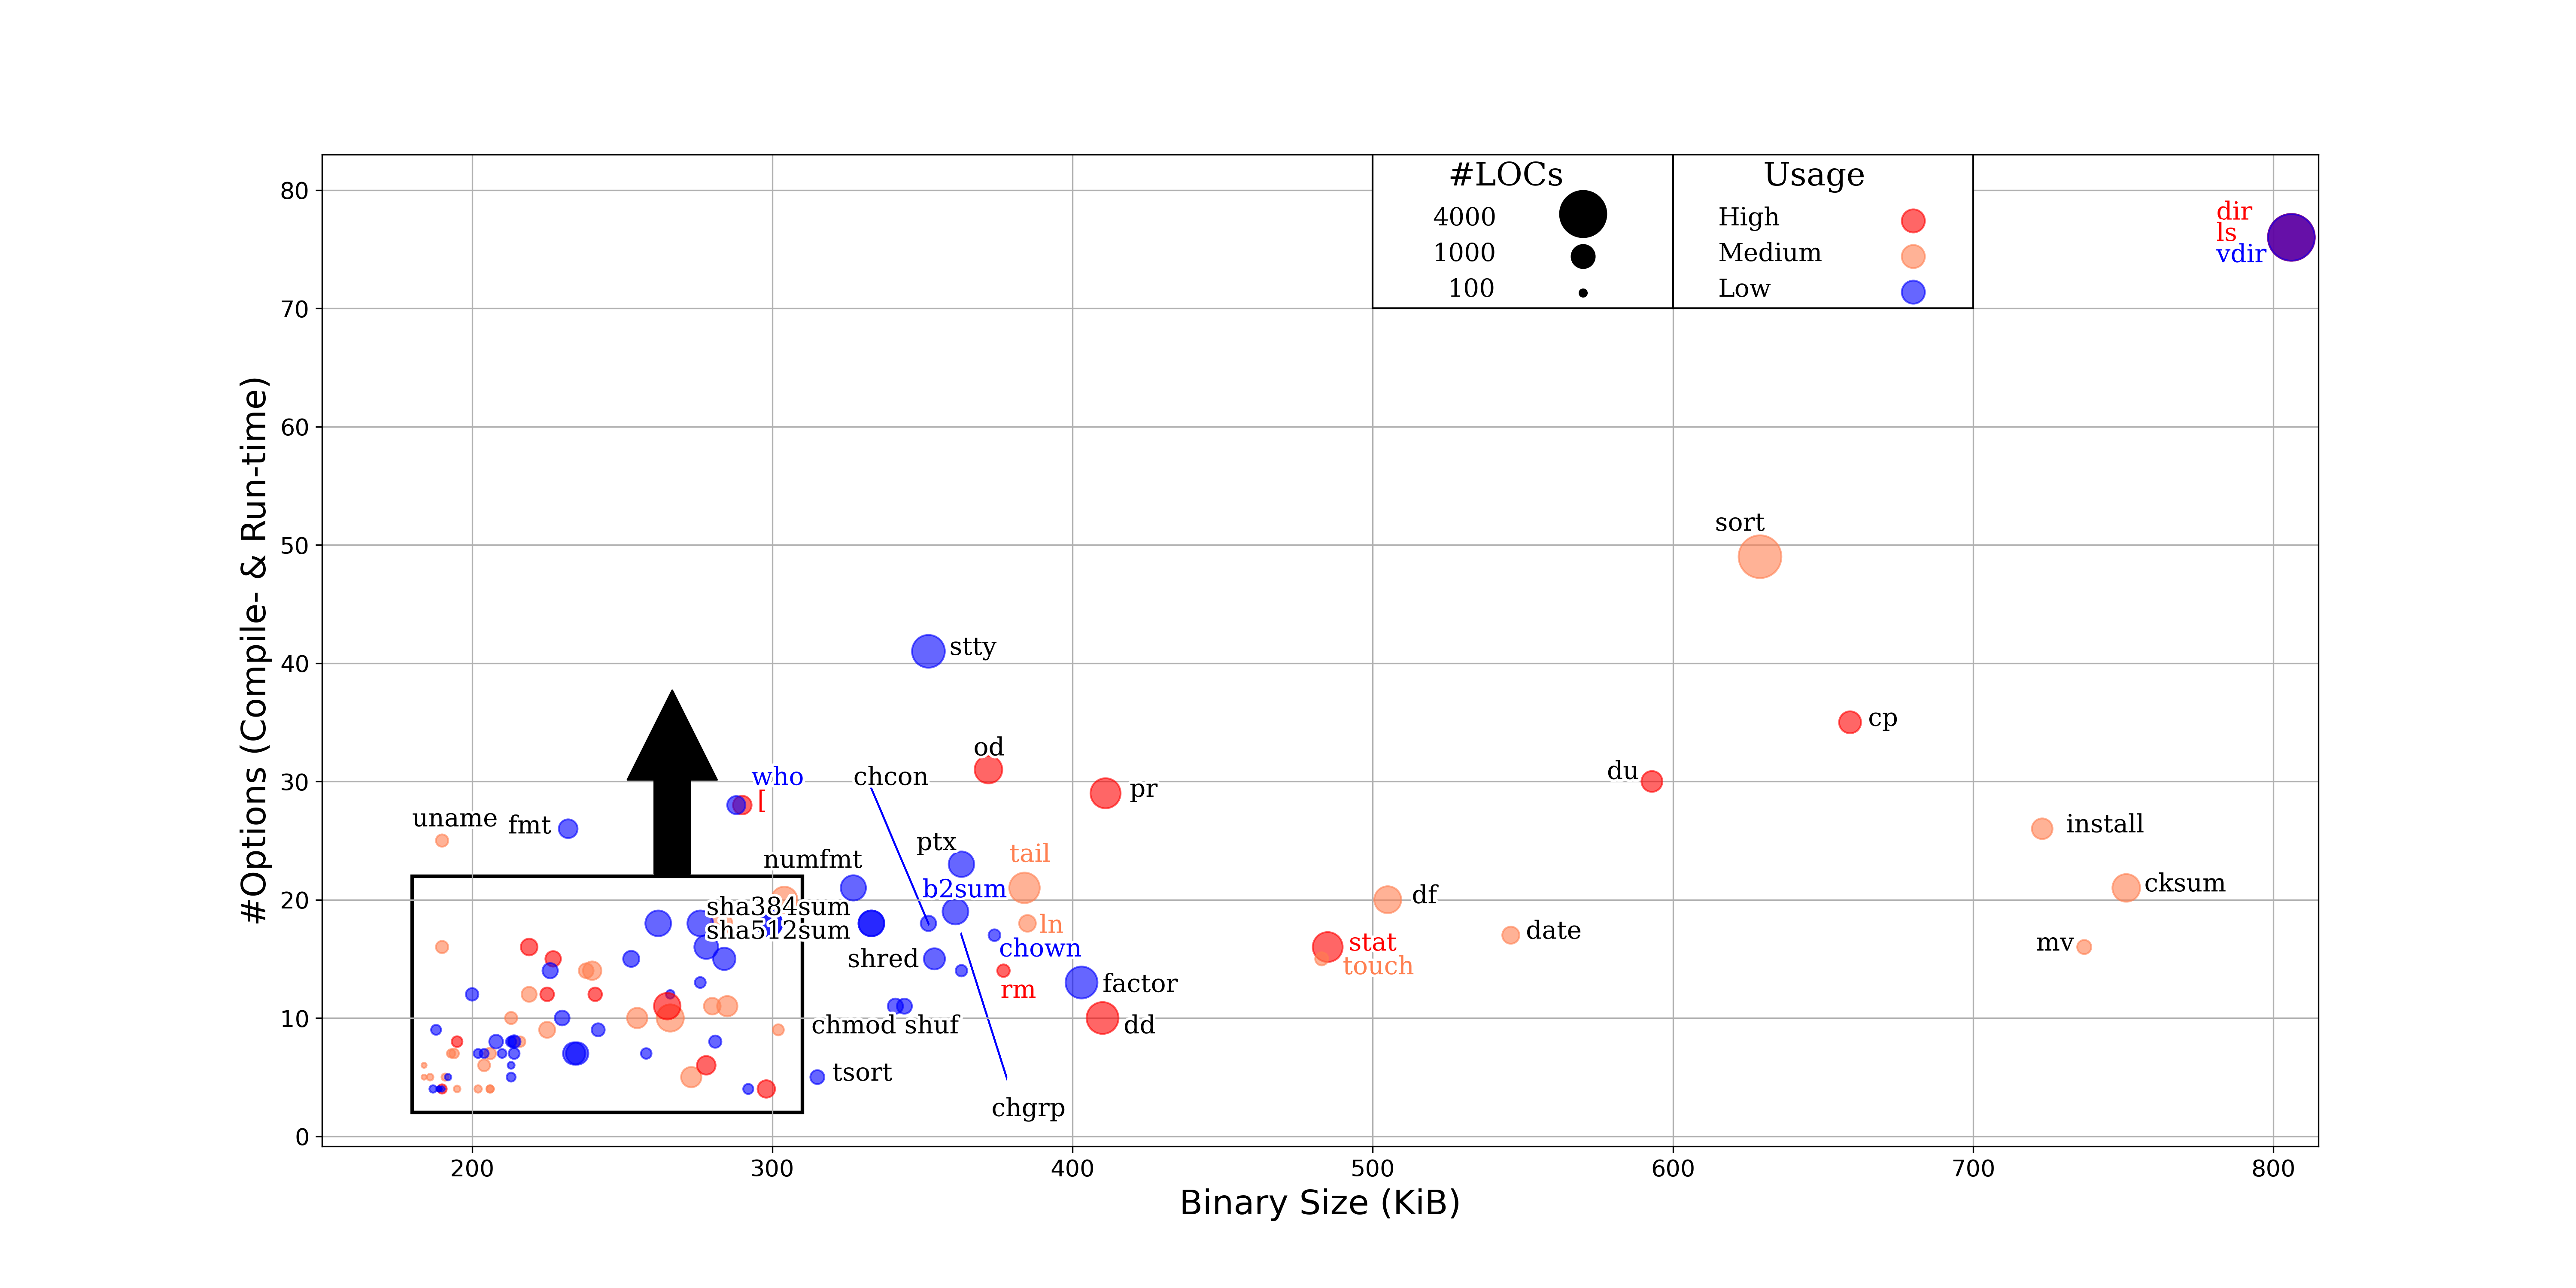 #LOCs
4000
1000
100
Usage
High
Medium
Low
dir
ls
vdir
sort
stty
cp
od
du
pr
who
[
chcon
uname
fmt
install
ptx
tail
numfmt
b2sum
cksum
df
sha384sum
sha512sum
ln
date
chown
stat
touch
mv
shred
rm
factor
dd
chmod shuf
tsort
chgrp
80
70
60
50
40
30
20
10
0
200
300
400
500
600
700
800
#Options (Compile- & Run-time)
Binary Size (KiB)